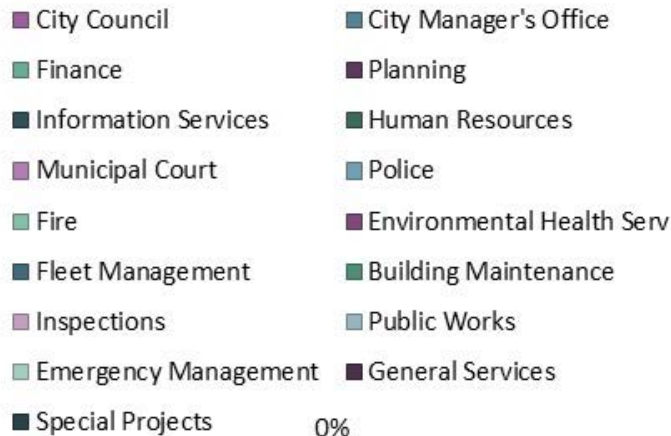 City Council City Manager's Office
Finance Planning
Information Services Human Resources
Municipal Court Police
Fire Environmental Health Serv
Fleet Management Building Maintenance
Inspections Public Works
Emergency Management General Services
Special Projects 0%